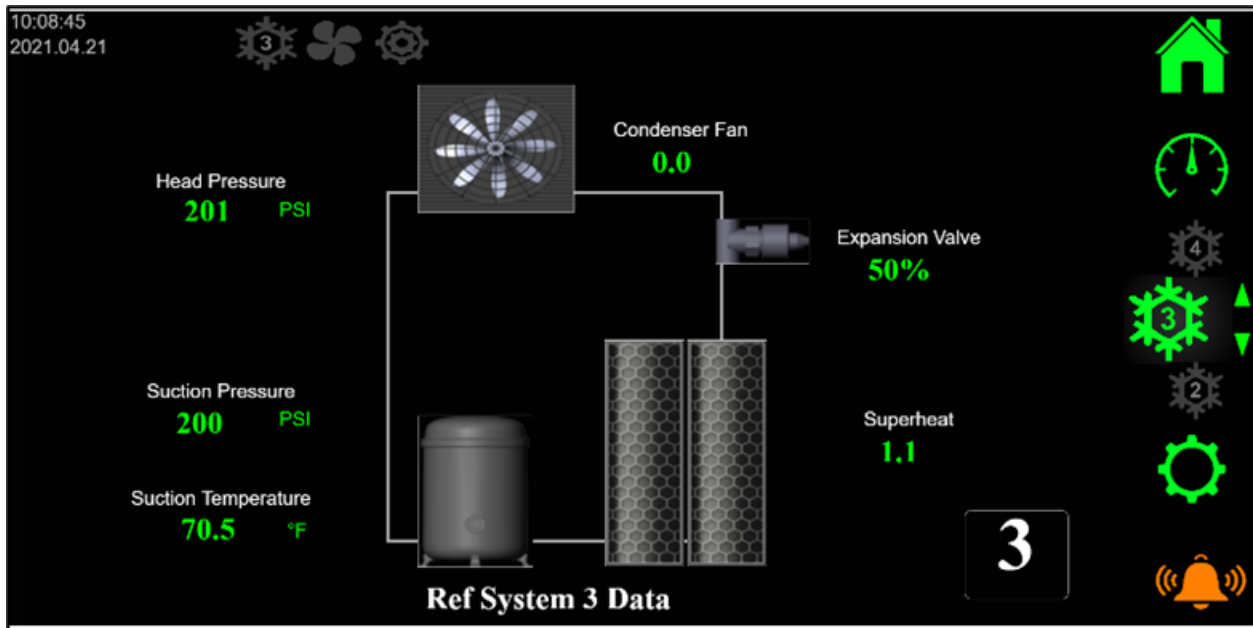 10:08:45
2021.04.21
3
Condenser Fan
0.0
Head Pressure
201 PSI
Expansion Valve
50%
4
3
2
Suction Pressure
200 PSI
Superheat
1.1
Suction Temperature
70.5 °F
3
Ref System 3 Data